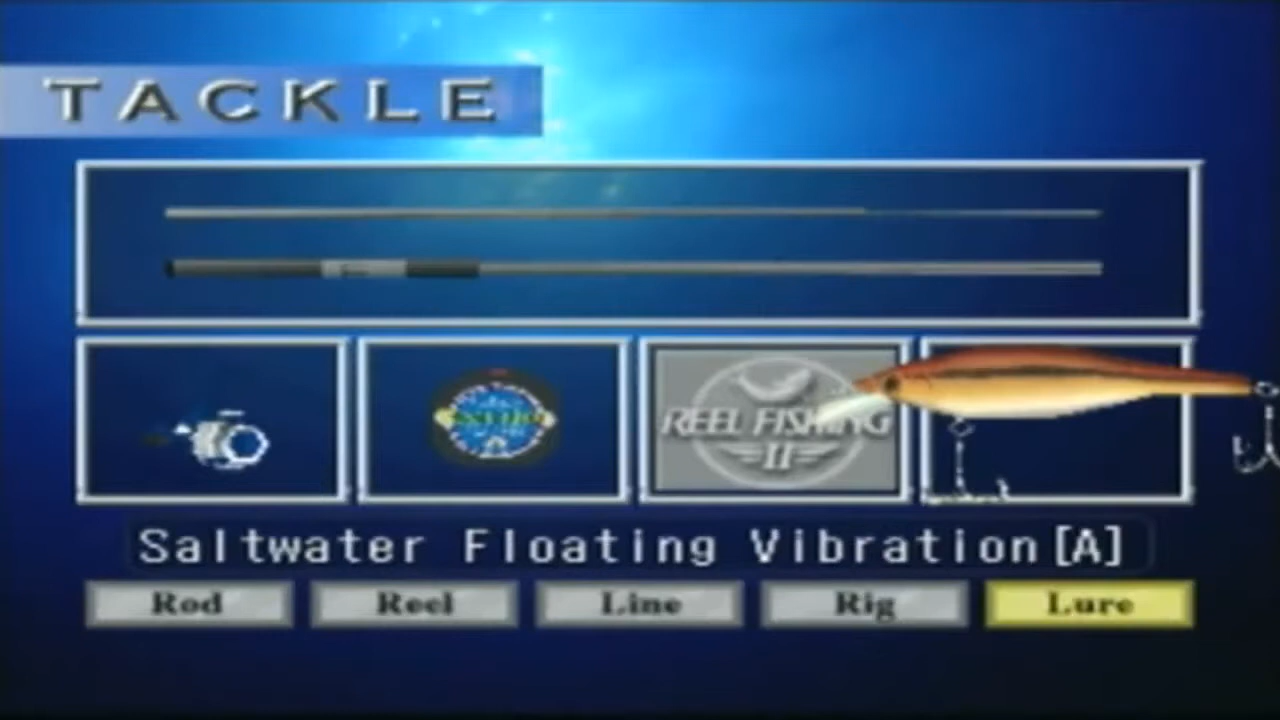 TACKLE
REEL FISHING
II
Saltwater Floating Vibration[A]
Rod
Reel
Line
Rig
Lure